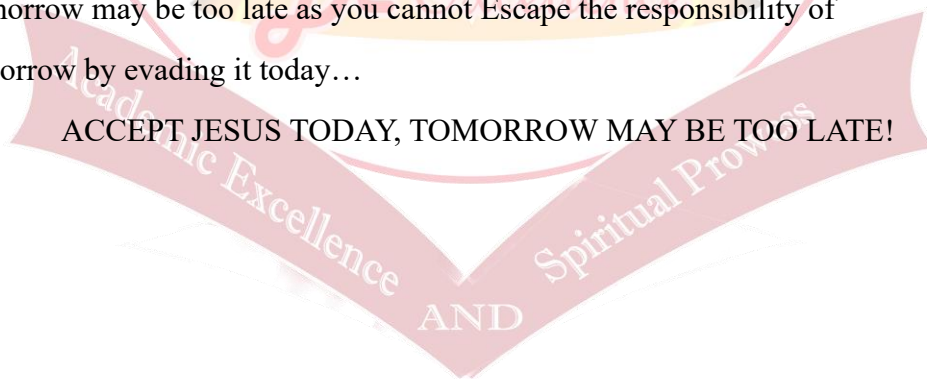 morrow may be too late as you cannot Escape the responsibility of
orrow by evading it today…
ACCEPT JESUS TODAY, TOMORROW MAY BE TOO LATE!
Academic Excellence
AND
Spiritual Prowess